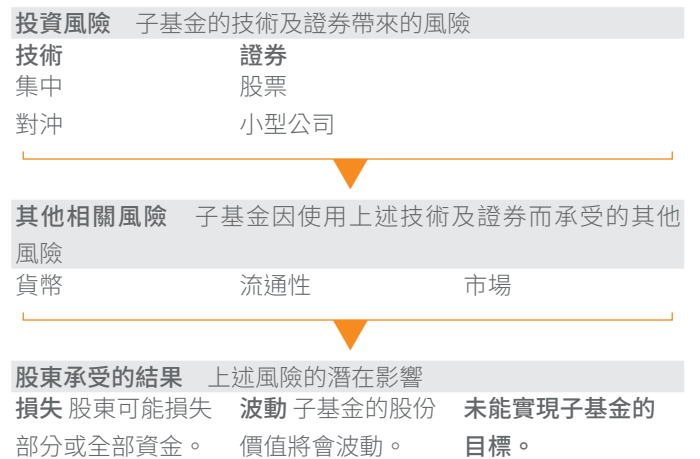 投資風險 子基金的技術及證券帶來的風險
技術 證券
集中 股票
對沖 小型公司
其他相關風險 子基金因使用上述技術及證券而承受的其他
風險
貨幣 流通性 市場
股東承受的結果 上述風險的潛在影響
損失 股東可能損失 波動 子基金的股份 未能實現子基金的
部分或全部資金。 價值將會波動。 目標。